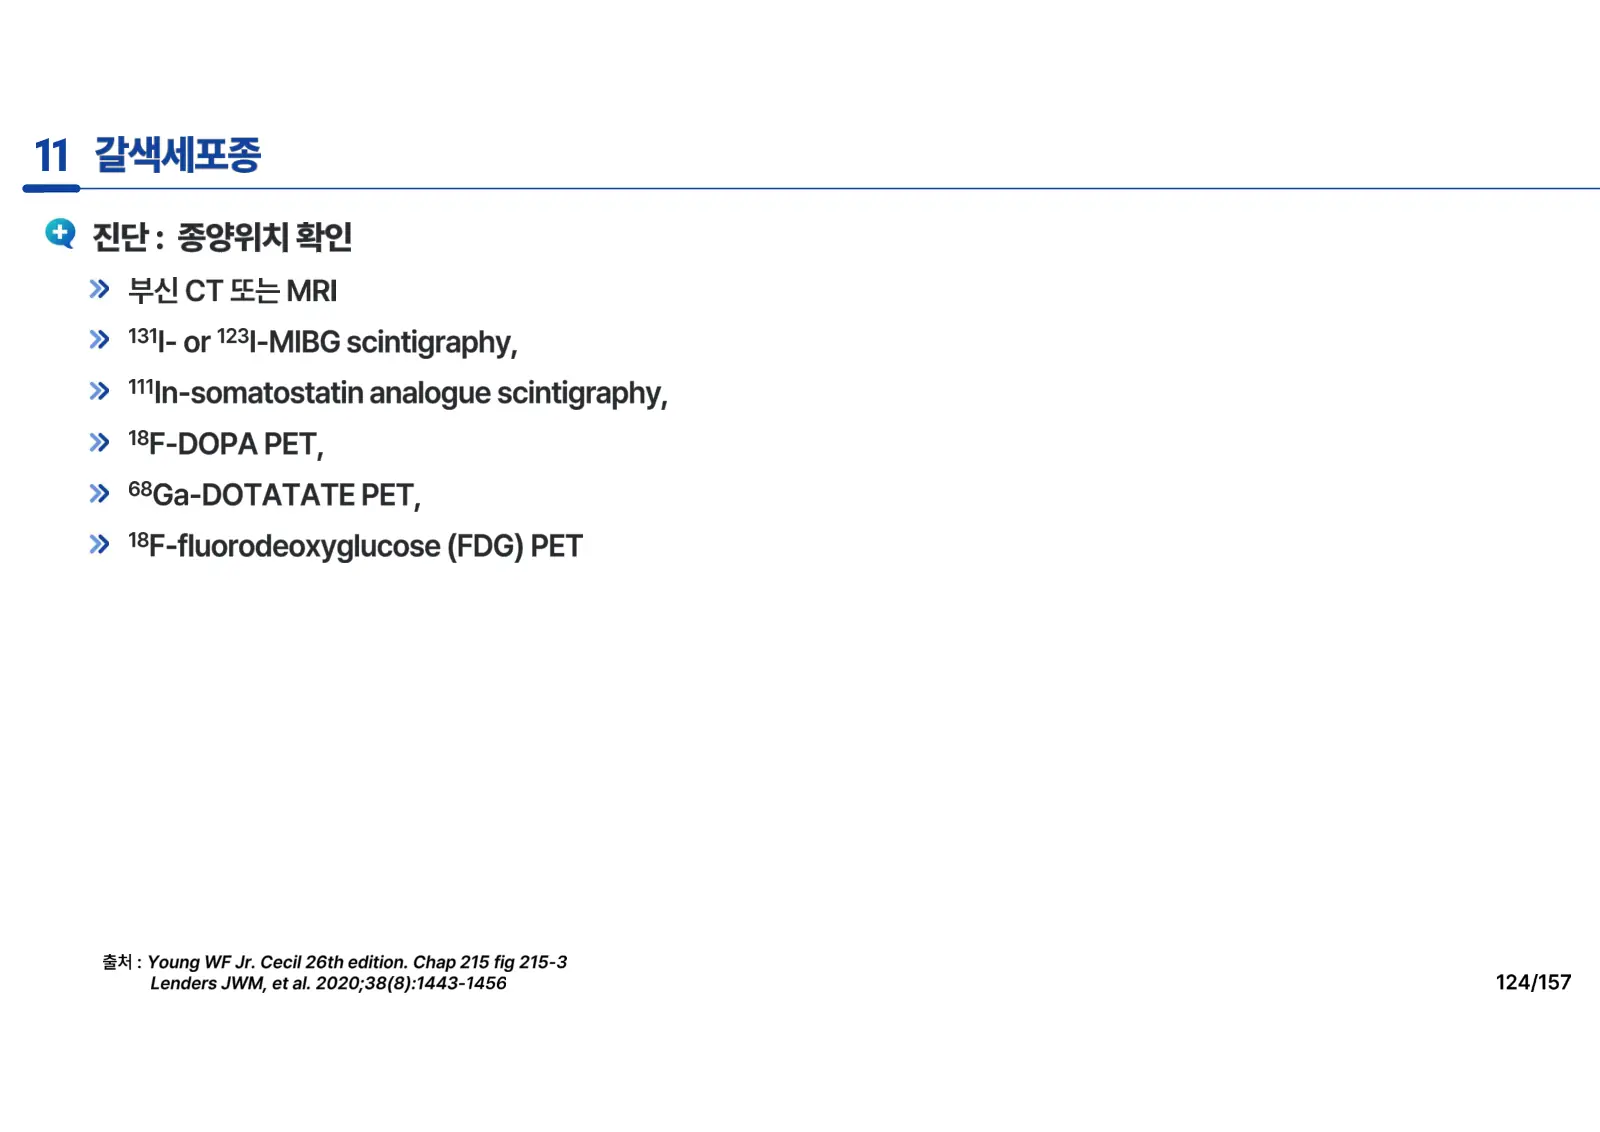 11 갈색세포종
진단 : 종양위치 확인
부신 CT 또는 MRI
¹³¹I- or ¹²³I-MIBG scintigraphy,
¹¹¹In-somatostatin analogue scintigraphy,
¹⁸F-DOPA PET,
⁶⁸Ga-DOTATATE PET,
¹⁸F-fluorodeoxyglucose (FDG) PET
출처 : Young WF Jr. Cecil 26th edition. Chap 215 fig 215-3
Lenders JWM, et al. 2020;38(8):1443-1456
124/157